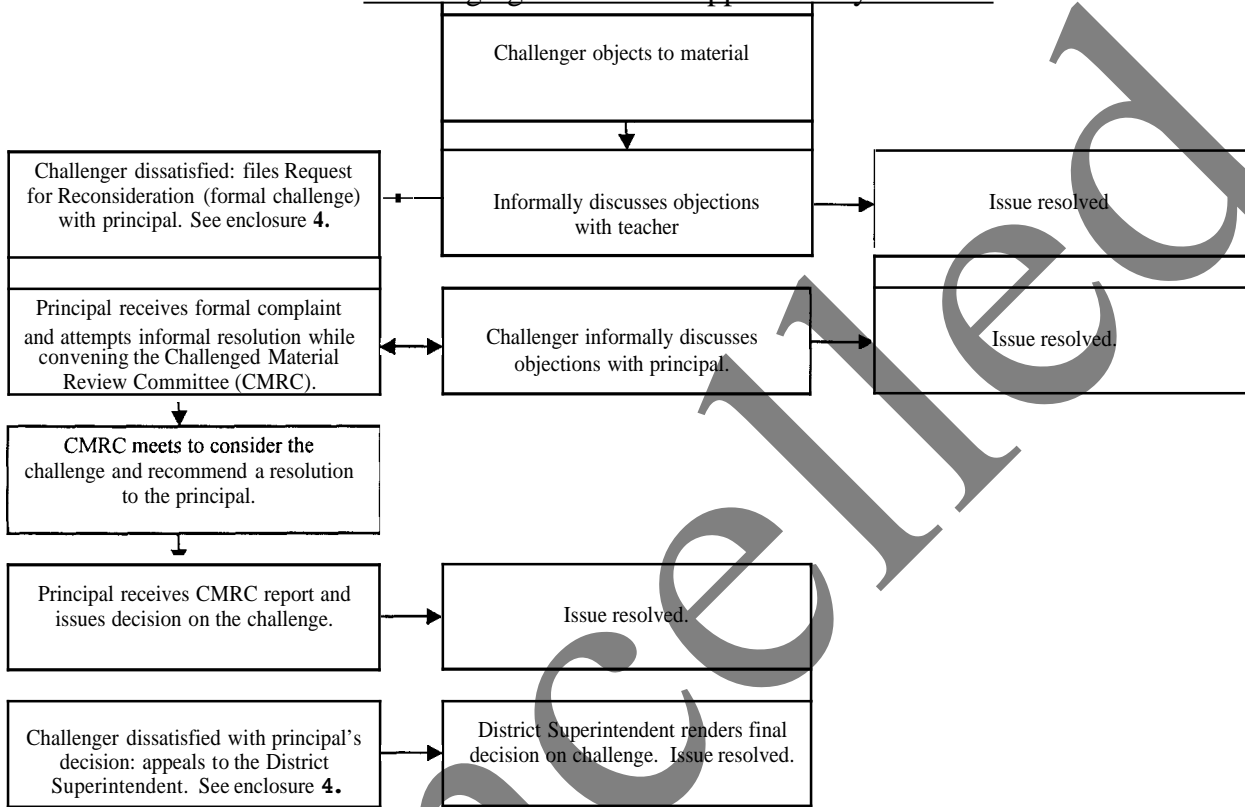 Challenger objects to material
Challenger dissatisfied: files Request
for Reconsideration (formal challenge)
with principal. See enclosure 4.
Informally discusses objections
with teacher
Issue resolved
Principal receives formal complaint
and attempts informal resolution while
convening the Challenged Material
Review Committee (CMRC).
Challenger informally discusses
objections with principal.
Issue resolved.
CMRC meets to consider the
challenge and recommend a resolution
to the principal.
Principal receives CMRC report and
issues decision on the challenge.
Issue resolved.
Challenger dissatisfied with principal's
decision: appeals to the District
Superintendent. See enclosure 4.
District Superintendent renders final
decision on challenge. Issue resolved.
celled